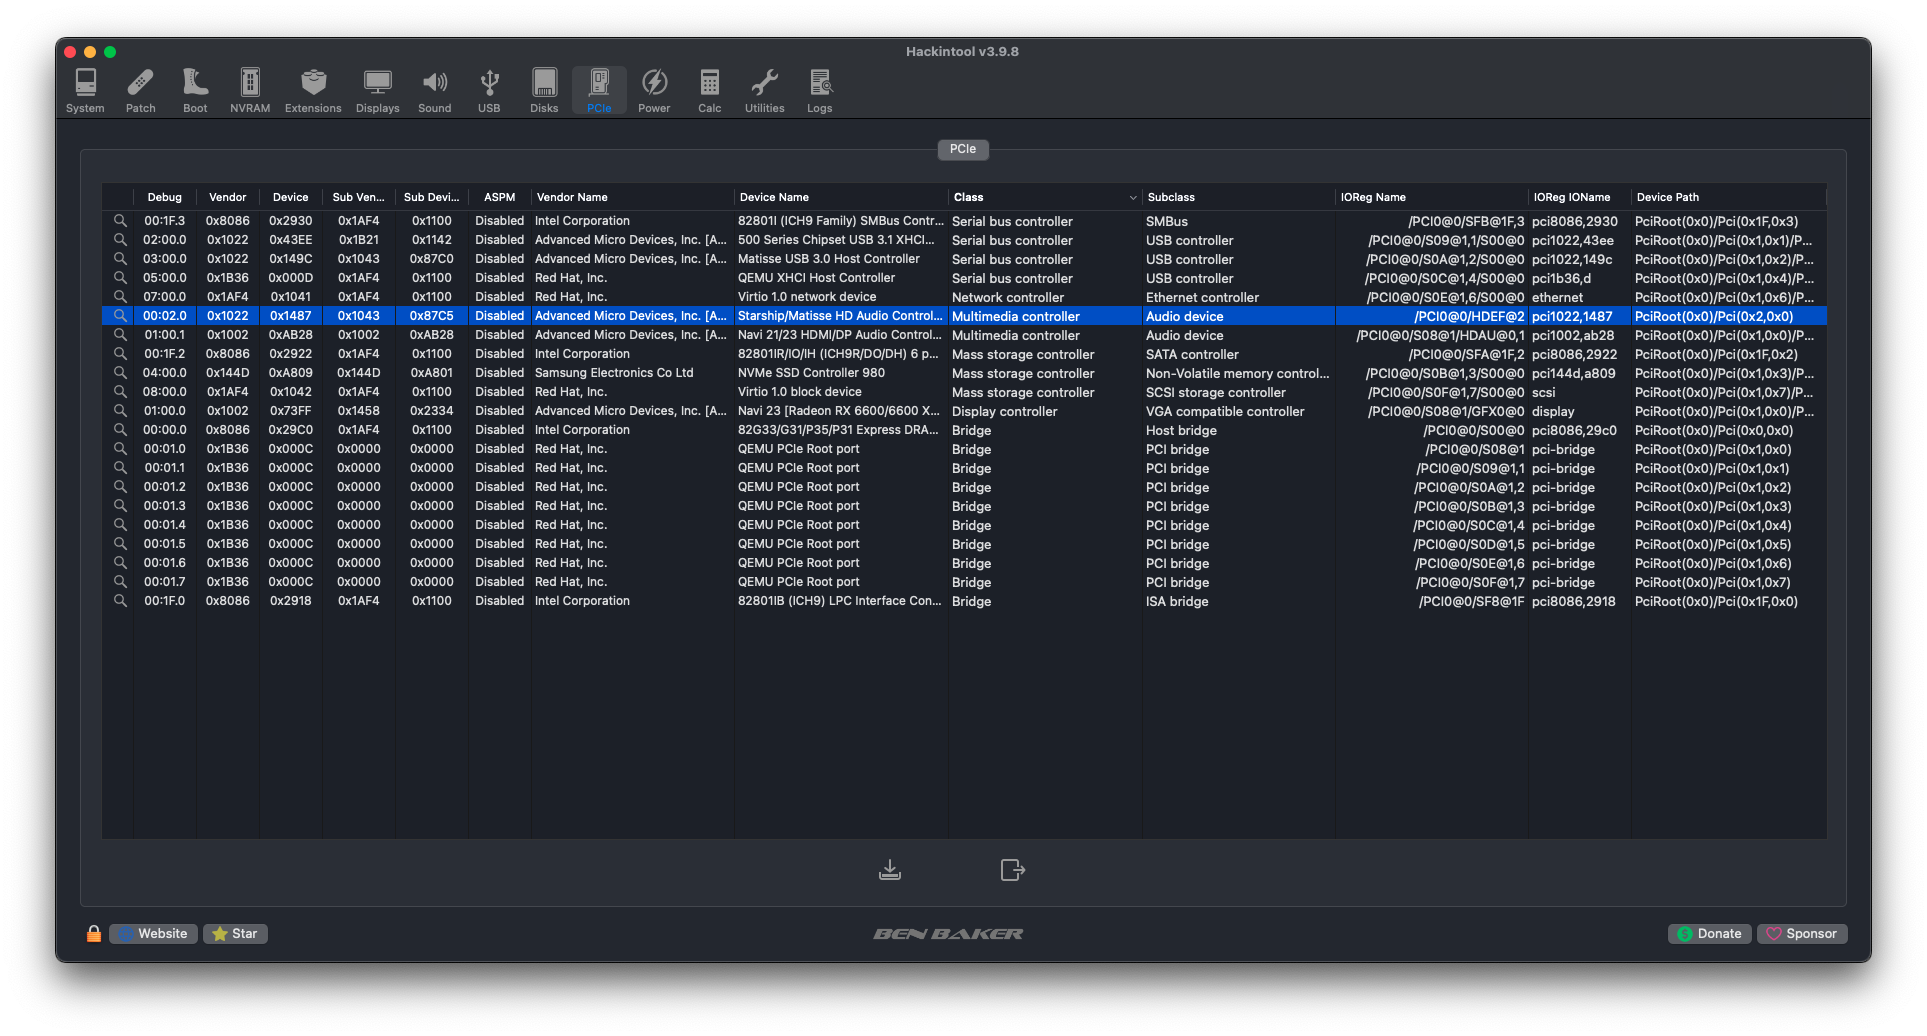 Hackintool v3.9.8
System Patch Boot NVRAM Extensions Displays Sound USB Disks PCIe Power Calc Utilities Logs
PCIe
Debug Vendor Device Sub Ven... Sub Devi... ASPM Vendor Name Device Name Class Subclass IOReg Name IOReg IOName Device Path
00:1F.3 0x8086 0x2930 0x1AF4 0x1100 Disabled Intel Corporation 82801I (ICH9 Family) SMBus Contr... Serial bus controller SMBus /PCI0@0/SFB@1F,3 pci8086,2930 PciRoot(0x0)/Pci(0x1F,0x3)
02:00.0 0x1022 0x43EE 0x1B21 0x1142 Disabled Advanced Micro Devices, Inc. [A... 500 Series Chipset USB 3.1 XHCI... Serial bus controller USB controller /PCI0@0/S09@1,1/S00@0 pci1022,43ee PciRoot(0x0)/Pci(0x1,0x1)/P...
03:00.0 0x1022 0x149C 0x1043 0x87C0 Disabled Advanced Micro Devices, Inc. [A... Matisse USB 3.0 Host Controller Serial bus controller USB controller /PCI0@0/S0A@1,2/S00@0 pci1022,149c PciRoot(0x0)/Pci(0x1,0x2)/P...
05:00.0 0x1B36 0x000D 0x1AF4 0x1100 Disabled Red Hat, Inc. QEMU XHCI Host Controller Serial bus controller USB controller /PCI0@0/S0C@1,4/S00@0 pci1b36,d PciRoot(0x0)/Pci(0x1,0x4)/P...
07:00.0 0x1AF4 0x1041 0x1AF4 0x1100 Disabled Red Hat, Inc. Virtio 1.0 network device Network controller Ethernet controller /PCI0@0/S0E@1,6/S00@0 ethernet PciRoot(0x0)/Pci(0x1,0x6)/P...
00:02.0 0x1022 0x1487 0x1043 0x87C5 Disabled Advanced Micro Devices, Inc. [A... Starship/Matisse HD Audio Control... Multimedia controller Audio device /PCI0@0/HDEF@2 pci1022,1487 PciRoot(0x0)/Pci(0x2,0x0)
01:00.1 0x1002 0xAB28 0x1002 0xAB28 Disabled Advanced Micro Devices, Inc. [A... Navi 21/23 HDMI/DP Audio Control... Multimedia controller Audio device /PCI0@0/S08@1/HDAU@0,1 pci1002,ab28 PciRoot(0x0)/Pci(0x1,0x0)/P...
00:1F.2 0x8086 0x2922 0x1AF4 0x1100 Disabled Intel Corporation 82801IR/IO/IH (ICH9R/DO/DH) 6 p... Mass storage controller SATA controller /PCI0@0/SFA@1F,2 pci8086,2922 PciRoot(0x0)/Pci(0x1F,0x2)
04:00.0 0x144D 0xA809 0x144D 0xA801 Disabled Samsung Electronics Co Ltd NVMe SSD Controller 980 Mass storage controller Non-Volatile memory control... /PCI0@0/S0B@1,3/S00@0 pci144d,a809 PciRoot(0x0)/Pci(0x1,0x3)/P...
08:00.0 0x1AF4 0x1042 0x1AF4 0x1100 Disabled Red Hat, Inc. Virtio 1.0 block device Mass storage controller SCSI storage controller /PCI0@0/S0F@1,7/S00@0 scsi PciRoot(0x0)/Pci(0x1,0x7)/P...
01:00.0 0x1002 0x73FF 0x1458 0x2334 Disabled Advanced Micro Devices, Inc. [A... Navi 23 [Radeon RX 6600/6600 X... Display controller VGA compatible controller /PCI0@0/S08@1/GFX0@0 display PciRoot(0x0)/Pci(0x1,0x0)/P...
00:00.0 0x8086 0x29C0 0x1AF4 0x1100 Disabled Intel Corporation 82G33/G31/P35/P31 Express DRA... Bridge Host bridge /PCI0@0/S00@0 pci8086,29c0 PciRoot(0x0)/Pci(0x0,0x0)
00:01.0 0x1B36 0x000C 0x0000 0x0000 Disabled Red Hat, Inc. QEMU PCIe Root port Bridge PCI bridge /PCI0@0/S08@1 pci-bridge PciRoot(0x0)/Pci(0x1,0x0)
00:01.1 0x1B36 0x000C 0x0000 0x0000 Disabled Red Hat, Inc. QEMU PCIe Root port Bridge PCI bridge /PCI0@0/S09@1,1 pci-bridge PciRoot(0x0)/Pci(0x1,0x1)
00:01.2 0x1B36 0x000C 0x0000 0x0000 Disabled Red Hat, Inc. QEMU PCIe Root port Bridge PCI bridge /PCI0@0/S0A@1,2 pci-bridge PciRoot(0x0)/Pci(0x1,0x2)
00:01.3 0x1B36 0x000C 0x0000 0x0000 Disabled Red Hat, Inc. QEMU PCIe Root port Bridge PCI bridge /PCI0@0/S0B@1,3 pci-bridge PciRoot(0x0)/Pci(0x1,0x3)
00:01.4 0x1B36 0x000C 0x0000 0x0000 Disabled Red Hat, Inc. QEMU PCIe Root port Bridge PCI bridge /PCI0@0/S0C@1,4 pci-bridge PciRoot(0x0)/Pci(0x1,0x4)
00:01.5 0x1B36 0x000C 0x0000 0x0000 Disabled Red Hat, Inc. QEMU PCIe Root port Bridge PCI bridge /PCI0@0/S0D@1,5 pci-bridge PciRoot(0x0)/Pci(0x1,0x5)
00:01.6 0x1B36 0x000C 0x0000 0x0000 Disabled Red Hat, Inc. QEMU PCIe Root port Bridge PCI bridge /PCI0@0/S0E@1,6 pci-bridge PciRoot(0x0)/Pci(0x1,0x6)
00:01.7 0x1B36 0x000C 0x0000 0x0000 Disabled Red Hat, Inc. QEMU PCIe Root port Bridge PCI bridge /PCI0@0/S0F@1,7 pci-bridge PciRoot(0x0)/Pci(0x1,0x7)
00:1F.0 0x8086 0x2918 0x1AF4 0x1100 Disabled Intel Corporation 82801IB (ICH9) LPC Interface Con... Bridge ISA bridge /PCI0@0/SF8@1F pci8086,2918 PciRoot(0x0)/Pci(0x1F,0x0)
Website Star BEN BAKER Donate Sponsor